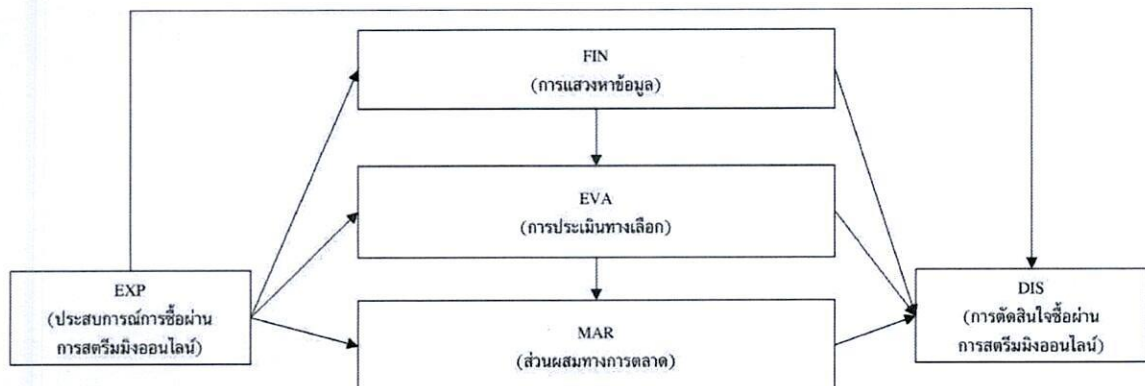 FIN
(การแสวงหาข้อมูล)
EVA
(การประเมินทางเลือก)
EXP
(ประสบการณ์การซื้อผ่าน
การสตรีมมิงออนไลน์)
MAR
(ส่วนผสมทางการตลาด)
DIS
(การตัดสินใจซื้อผ่าน
การสตรีมมิงออนไลน์)